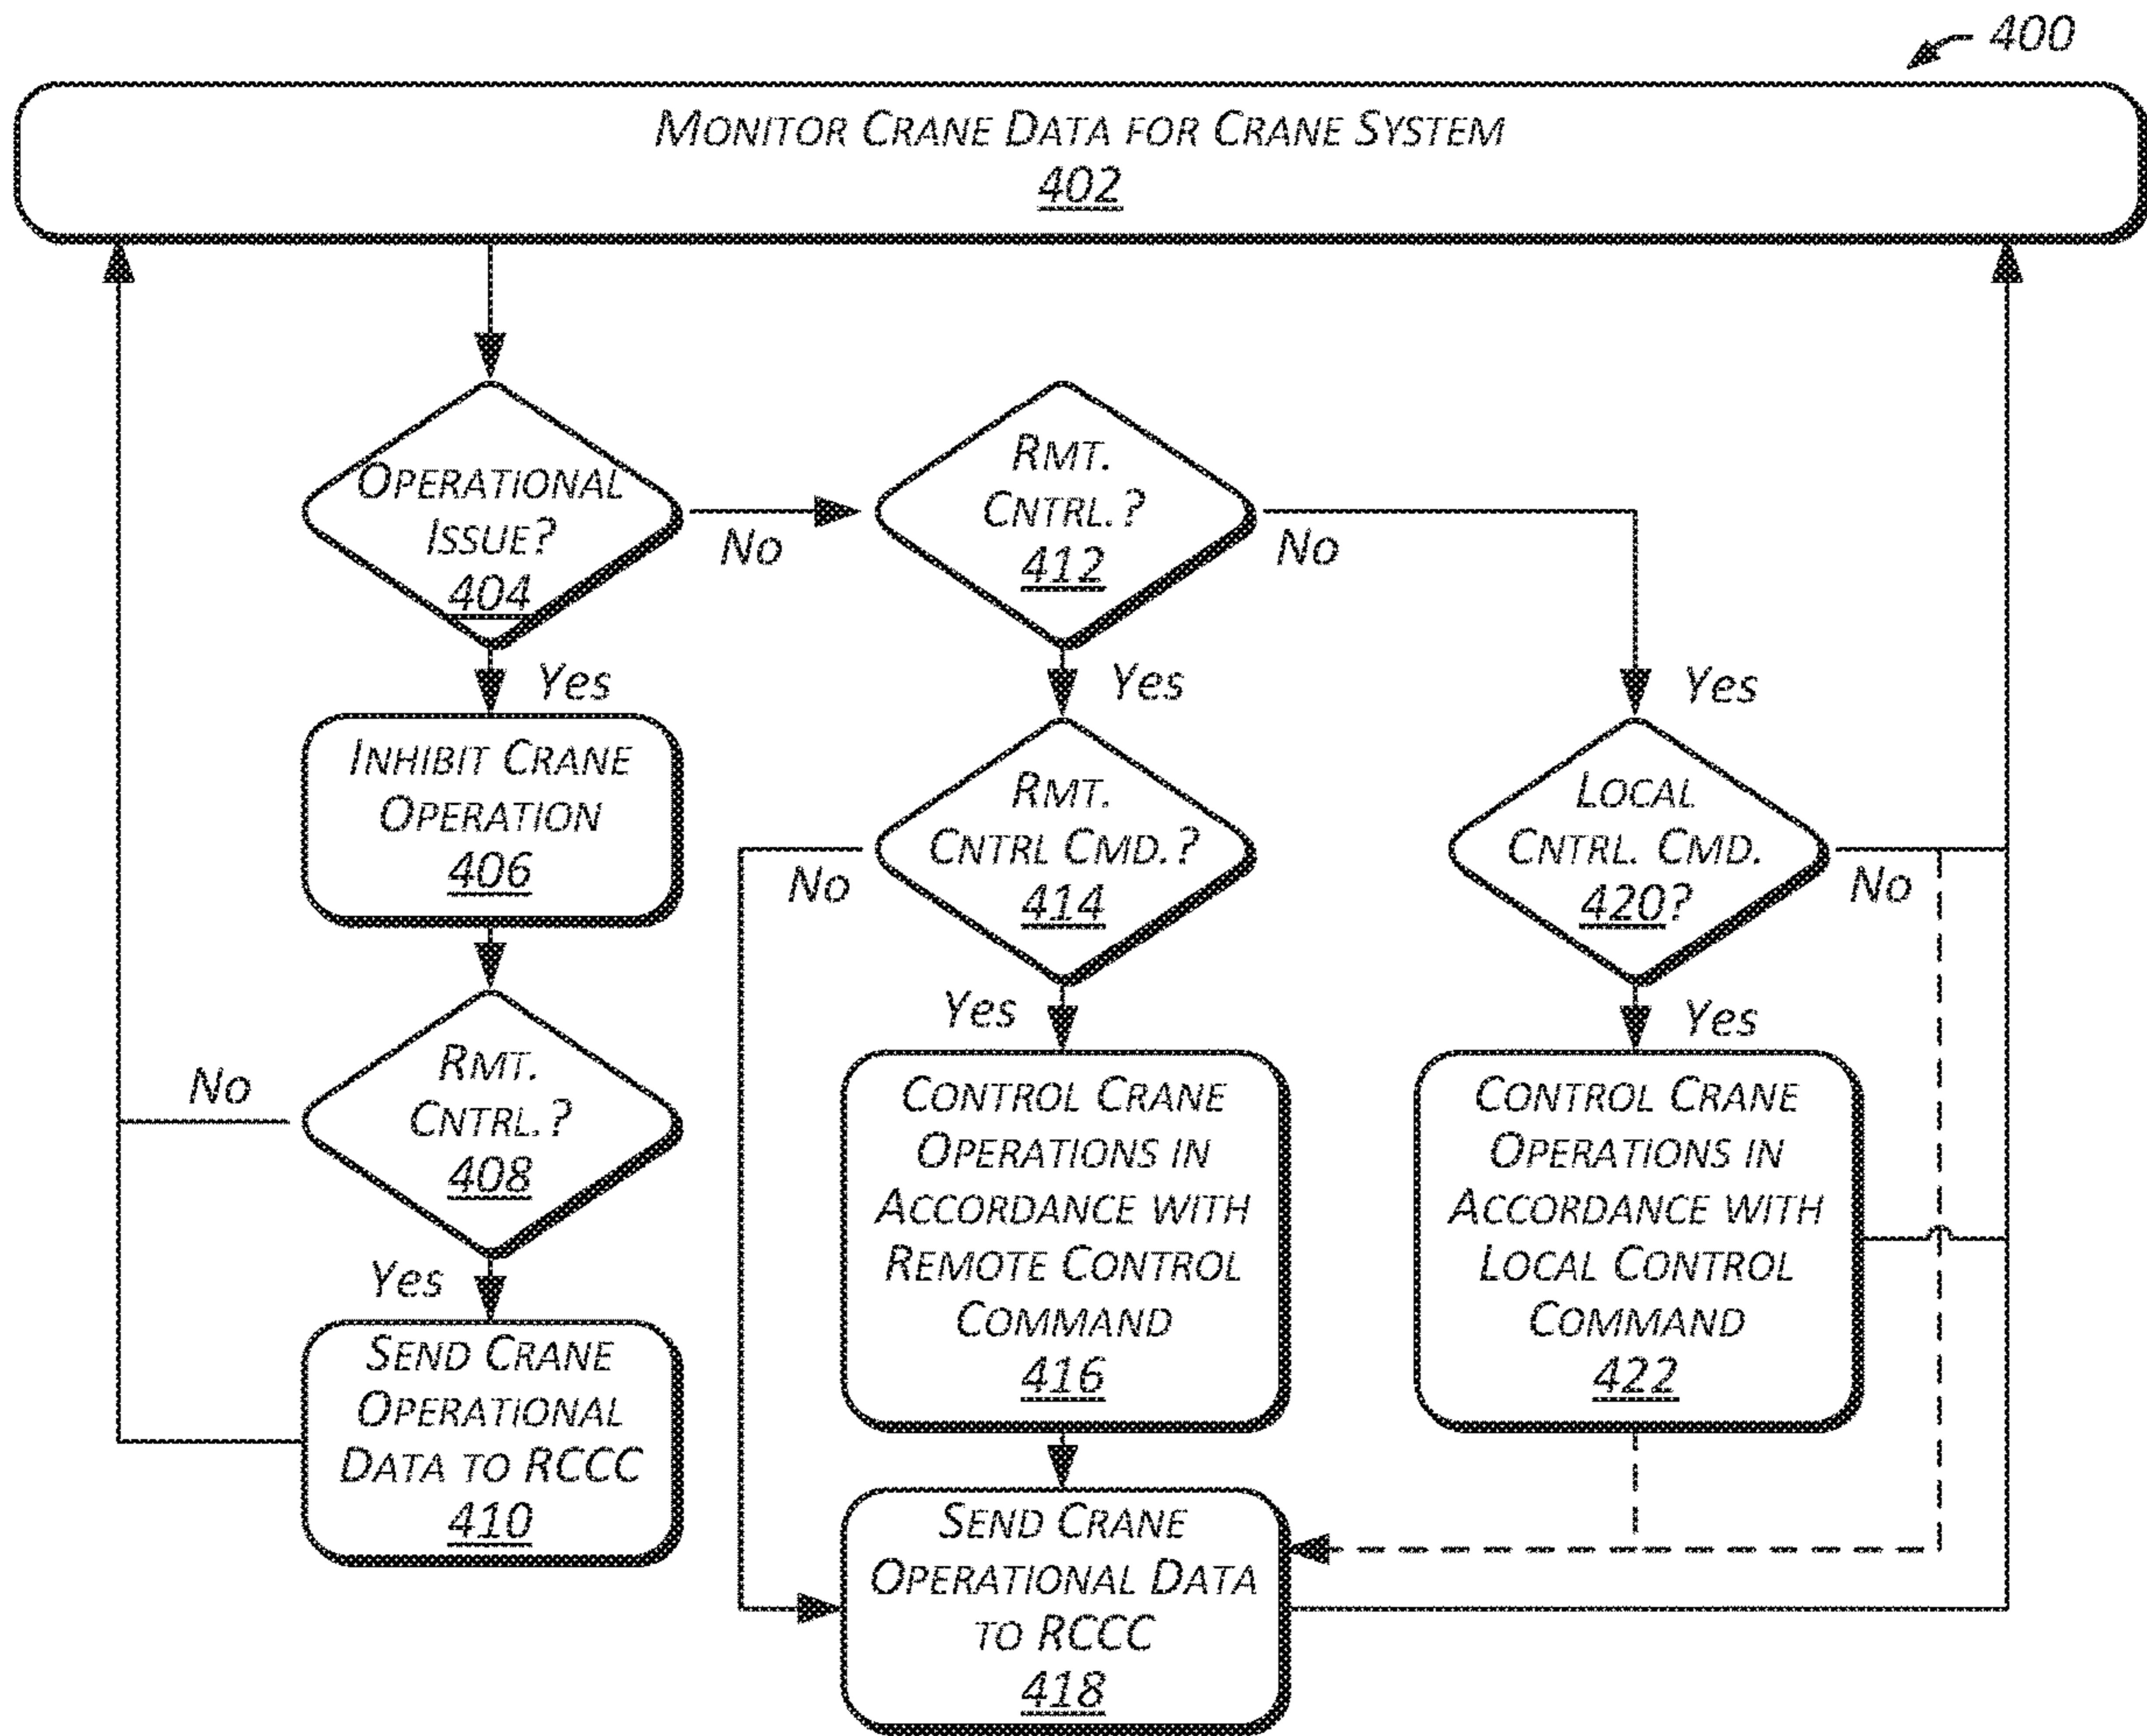 400
MONITOR CRANE DATA FOR CRANE SYSTEM
402
OPERATIONAL
ISSUE?
404
No
RMT.
CNTRL.?
412
No
Yes
Yes
Yes
INHIBIT CRANE
OPERATION
406
RMT.
CNTRL CMD.?
414
No
LOCAL
CNTRL. CMD.
420?
No
Yes
Yes
RMT.
CNTRL.?
408
No
Yes
CONTROL CRANE
OPERATIONS IN
ACCORDANCE WITH
REMOTE CONTROL
COMMAND
416
CONTROL CRANE
OPERATIONS IN
ACCORDANCE WITH
LOCAL CONTROL
COMMAND
422
SEND CRANE
OPERATIONAL
DATA TO RCCC
410
SEND CRANE
OPERATIONAL DATA
TO RCCC
418